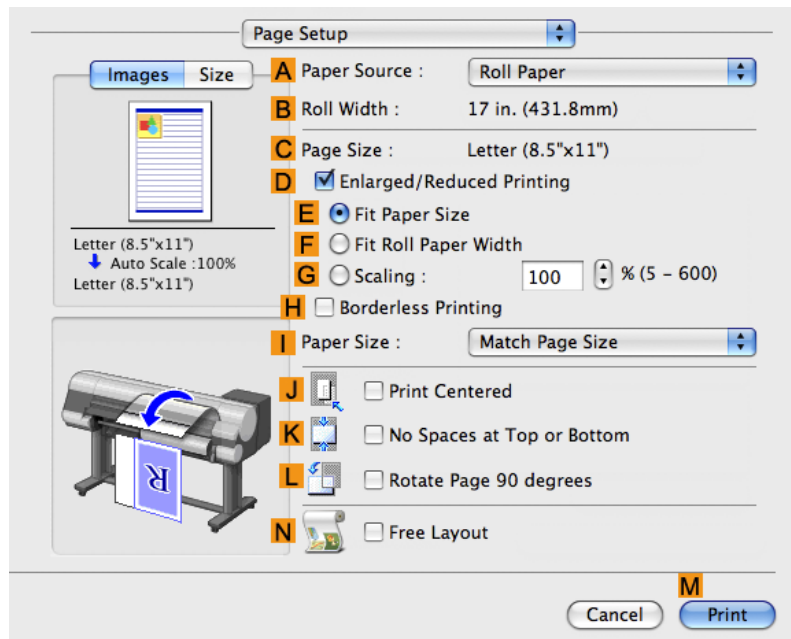 Page Setup
Images Size
A Paper Source : Roll Paper
B Roll Width : 17 in. (431.8mm)
C Page Size : Letter (8.5"x11")
D Enlarged/Reduced Printing
E Fit Paper Size
F Fit Roll Paper Width
G Scaling : 100 % (5 - 600)
Letter (8.5"x11")
Auto Scale :100%
Letter (8.5"x11")
H Borderless Printing
I Paper Size : Match Page Size
J Print Centered
K No Spaces at Top or Bottom
L Rotate Page 90 degrees
R
N Free Layout
M
Cancel Print